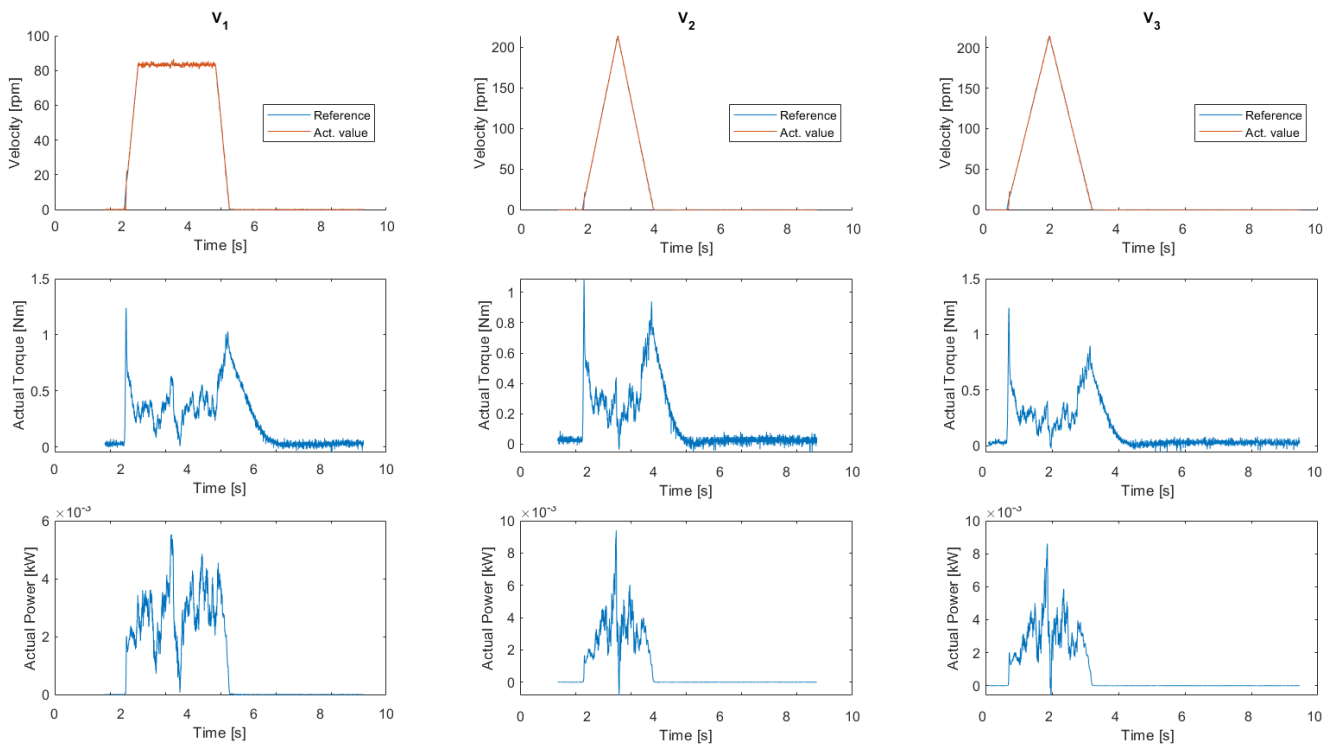 V1
100
80
60
40
20
0
Velocity [rpm]
Reference
Act. value
0 2 4 6 8 10
Time [s]
V2
200
150
100
50
0
Velocity [rpm]
Reference
Act. value
0 2 4 6 8 10
Time [s]
V3
200
150
100
50
0
Velocity [rpm]
Reference
Act. value
0 2 4 6 8 10
Time [s]
1.5
1
0.5
0
Actual Torque [Nm]
0 2 4 6 8 10
Time [s]
1
0.8
0.6
0.4
0.2
0
Actual Torque [Nm]
0 2 4 6 8 10
Time [s]
1.5
1
0.5
0
Actual Torque [Nm]
0 2 4 6 8 10
Time [s]
×10⁻³
6
4
2
0
Actual Power [kW]
0 2 4 6 8 10
Time [s]
×10⁻³
10
8
6
4
2
0
Actual Power [kW]
0 2 4 6 8 10
Time [s]
×10⁻³
10
8
6
4
2
0
Actual Power [kW]
0 2 4 6 8 10
Time [s]